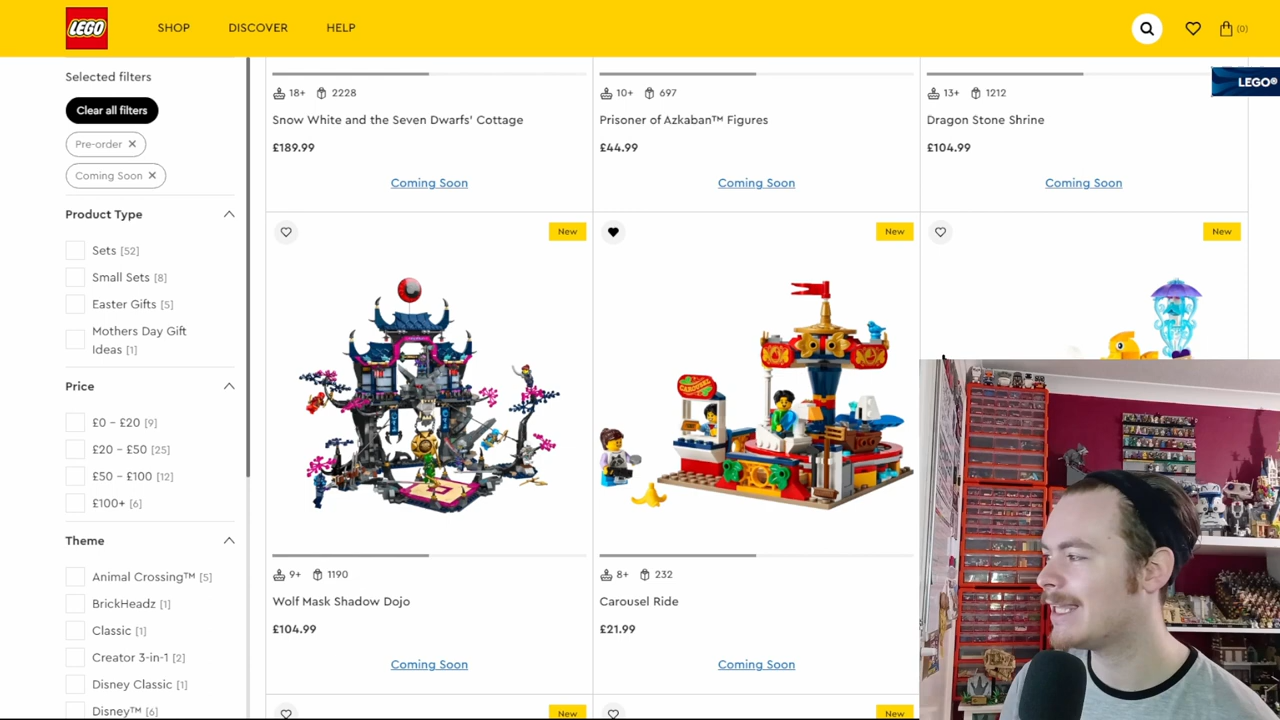 LEGO
SHOP
DISCOVER
HELP
(0)
Selected filters
Clear all filters
Pre-order ✕
Coming Soon ✕
Product Type
Sets [52]
Small Sets [8]
Easter Gifts [5]
Mothers Day Gift
Ideas [1]
Price
£0 – £20 [9]
£20 – £50 [25]
£50 – £100 [12]
£100+ [6]
Theme
Animal Crossing™ [5]
BrickHeadz [1]
Classic [1]
Creator 3-in-1 [2]
Disney Classic [1]
Disney™ [6]
18+ 2228
Snow White and the Seven Dwarfs' Cottage
£189.99
Coming Soon
10+ 697
Prisoner of Azkaban™ Figures
£44.99
Coming Soon
13+ 1212
Dragon Stone Shrine
£104.99
Coming Soon
LEGO®
New
9+ 1190
Wolf Mask Shadow Dojo
£104.99
Coming Soon
New
CAROUSEL
8+ 232
Carousel Ride
£21.99
Coming Soon
New
New
New